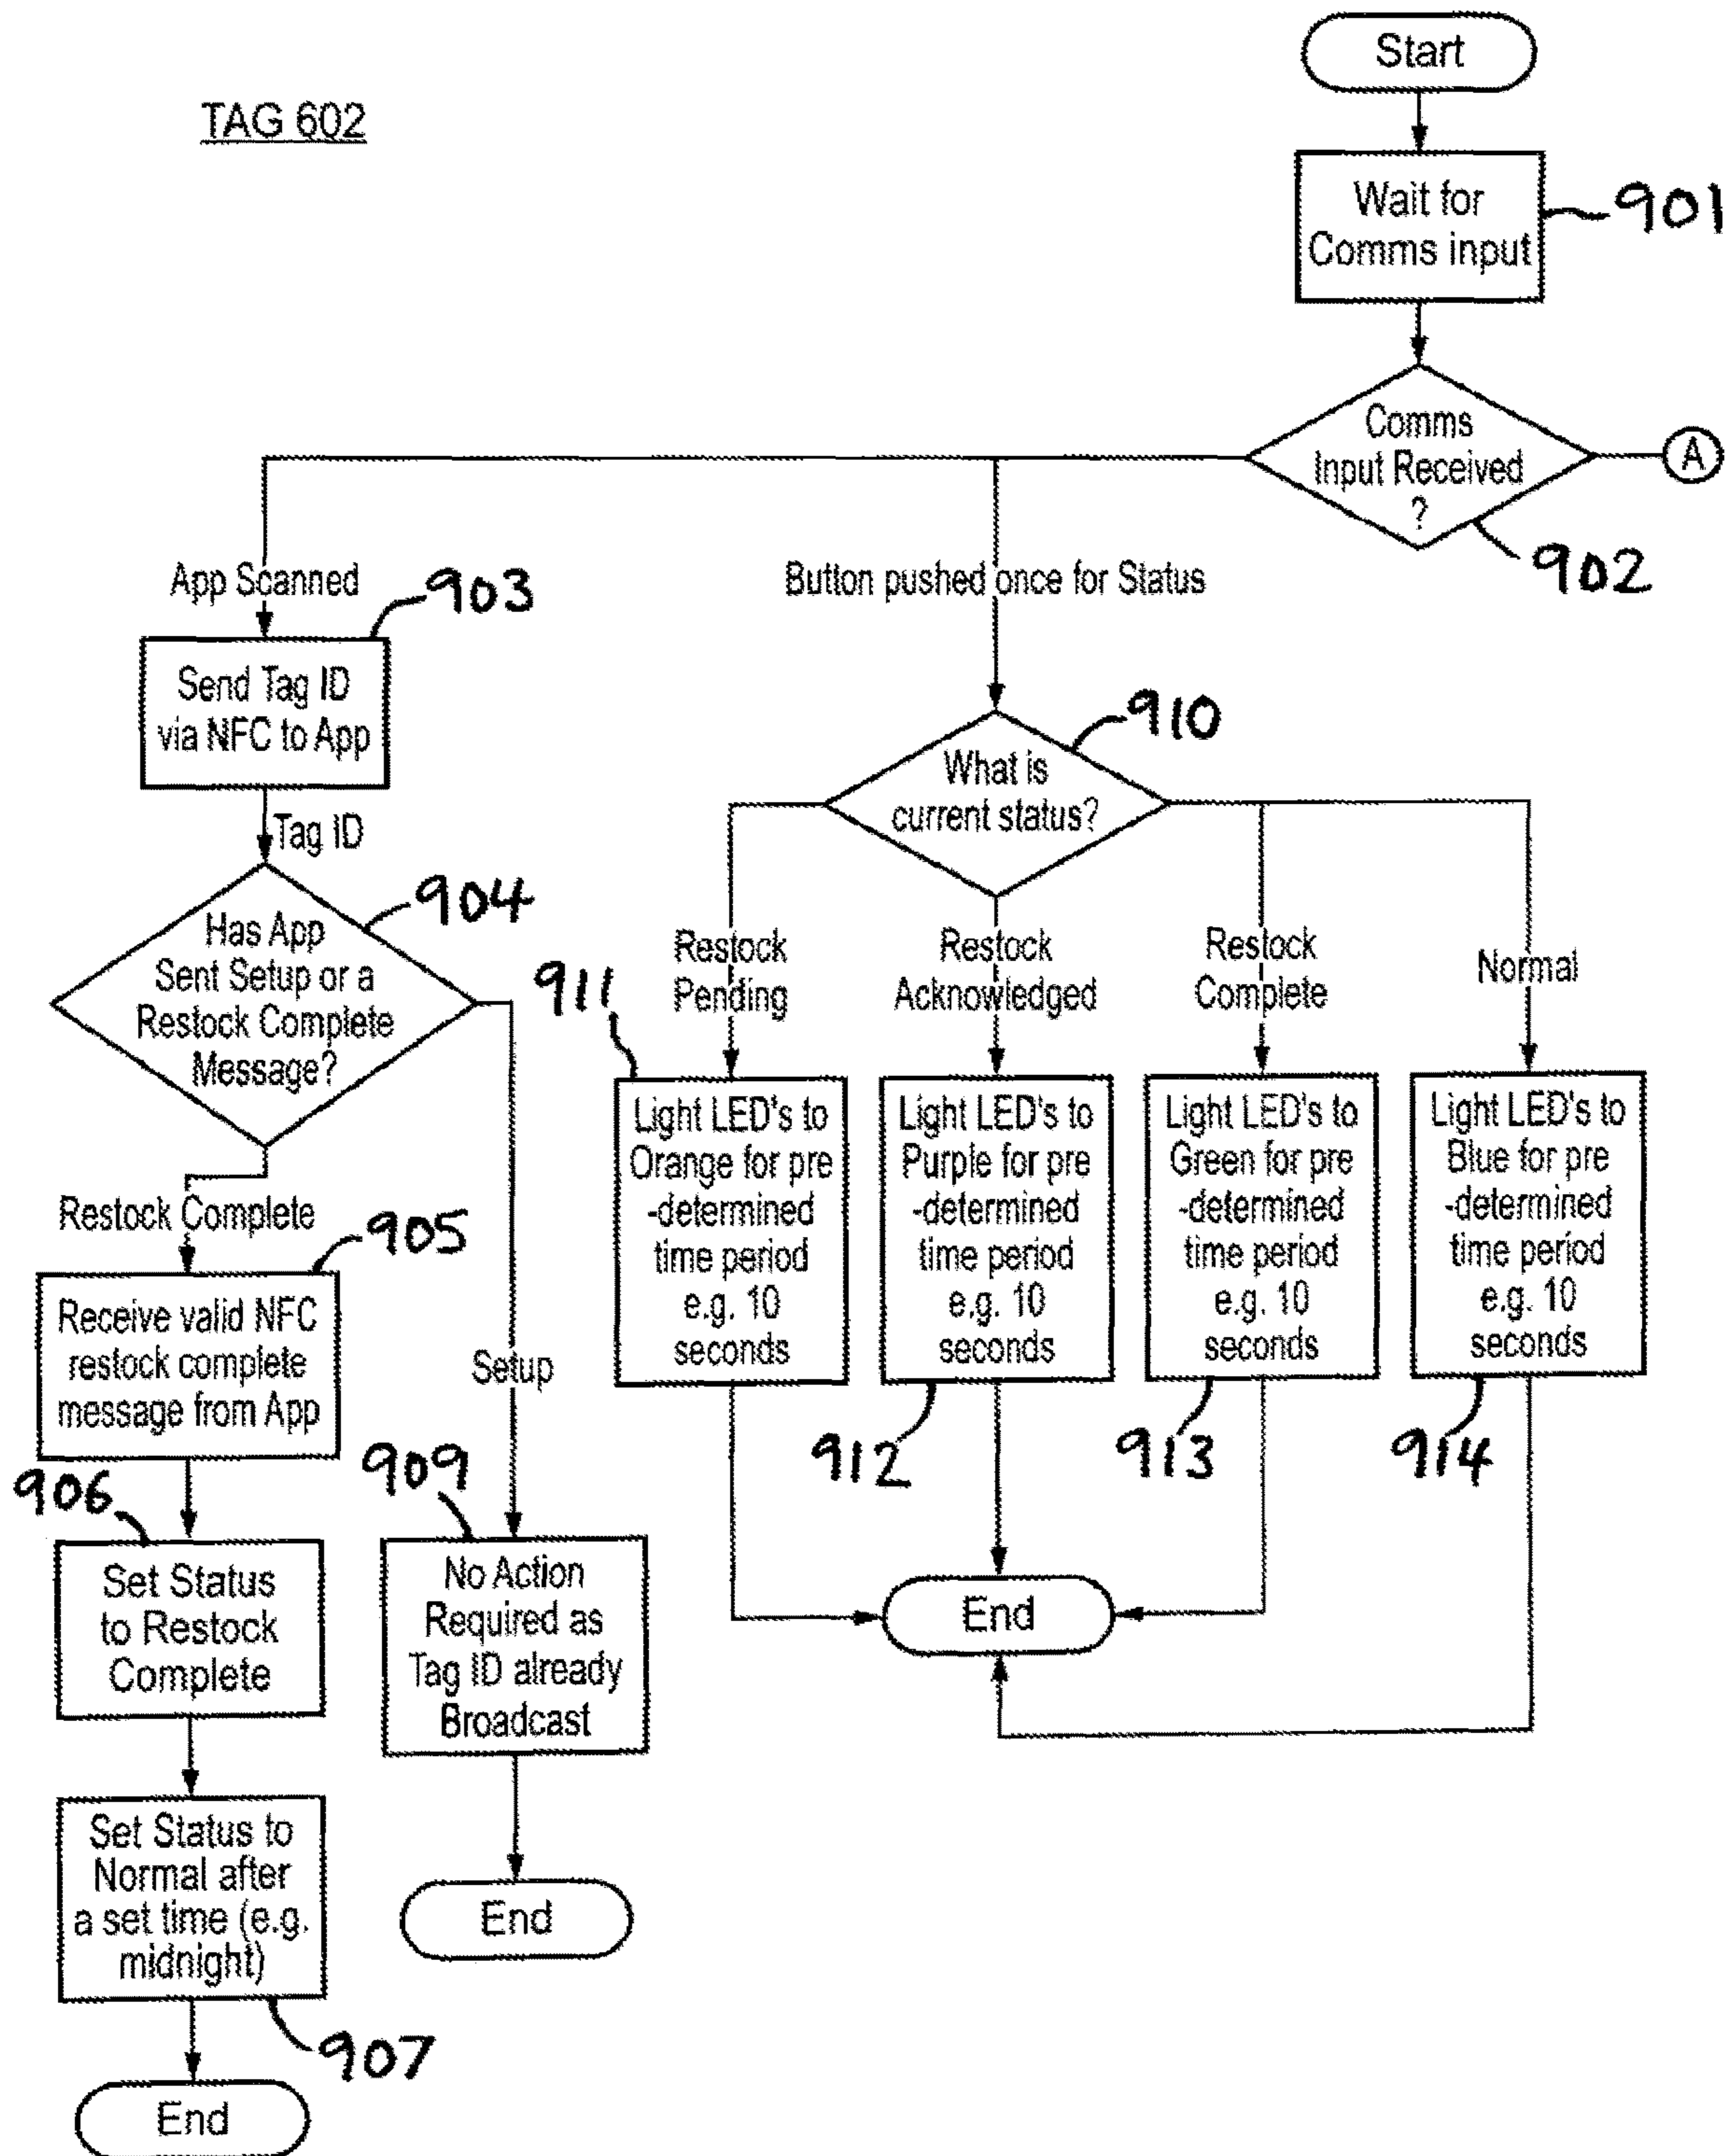 TAG 602
Start
Wait for
Comms input
901
Comms
Input Received
?
A
902
App Scanned
903
Send Tag ID
via NFC to App
Tag ID
904
Has App
Sent Setup or a
Restock Complete
Message?
Restock Complete
905
Receive valid NFC
restock complete
message from App
906
Set Status
to Restock
Complete
Set Status to
Normal after
a set time (e.g.
midnight)
907
End
Setup
909
No Action
Required as
Tag ID already
Broadcast
End
Button pushed once for Status
910
What is
current status?
Restock
Pending
911
Light LED's to
Orange for pre
-determined
time period
e.g. 10
seconds
Restock
Acknowledged
Light LED's to
Purple for pre
-determined
time period
e.g. 10
seconds
912
Restock
Complete
Light LED's to
Green for pre
-determined
time period
e.g. 10
seconds
913
Normal
Light LED's to
Blue for pre
-determined
time period
e.g. 10
seconds
914
End